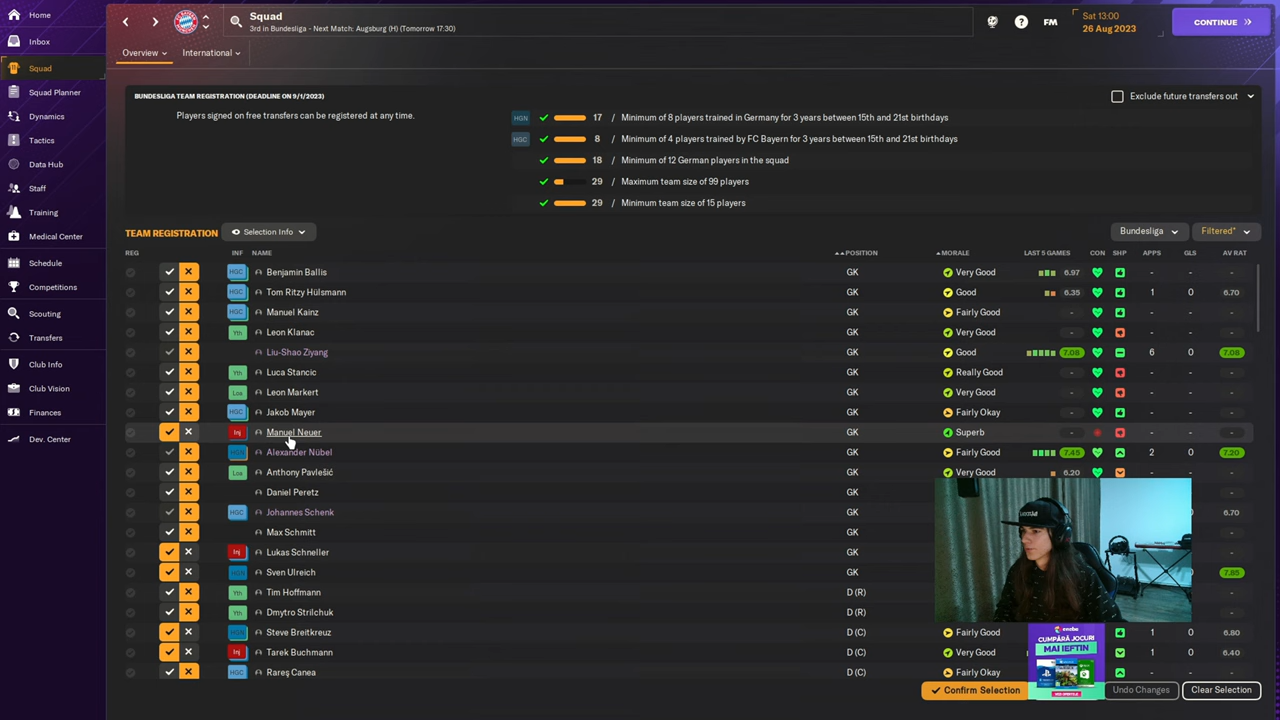 Home
Inbox
Squad
Squad Planner
Dynamics
Tactics
Data Hub
Staff
Training
Medical Center
Schedule
Competitions
Scouting
Transfers
Club Info
Club Vision
Finances
Dev. Center
Squad
3rd in Bundesliga - Next Match: Augsburg (H) (Tomorrow 17:30)
FM
Sat 13:00
26 Aug 2023
CONTINUE
Overview
International
BUNDESLIGA TEAM REGISTRATION (DEADLINE ON 9/1/2023)
Exclude future transfers out
Players signed on free transfers can be registered at any time.
HGN 17 / Minimum of 8 players trained in Germany for 3 years between 15th and 21st birthdays
HGC 8 / Minimum of 4 players trained by FC Bayern for 3 years between 15th and 21st birthdays
18 / Minimum of 12 German players in the squad
29 / Maximum team size of 99 players
29 / Minimum team size of 15 players
TEAM REGISTRATION
Selection Info
Bundesliga
Filtered*
REG INF NAME POSITION MORALE LAST 5 GAMES CON SHP APPS GLS AV RAT
HGC Benjamin Ballis GK Very Good 6.97 - 0 -
HGC Tom Ritzy Hülsmann GK Good 6.35 1 0 6.70
HGC Manuel Kainz GK Fairly Good - - - -
Yth Leon Klanac GK Very Good - - - -
Liu-Shao Ziyang GK Good 7.08 6 0 7.08
Yth Luca Stancic GK Really Good - - - -
Loa Leon Markert GK Very Good - - - -
HGC Jakob Mayer GK Fairly Okay - - - -
Inj Manuel Neuer GK Superb - - - -
HGN Alexander Nübel GK Fairly Good 7.45 2 0 7.20
Loa Anthony Pavlešić GK Very Good 6.20 - - -
Daniel Peretz GK -
HGC Johannes Schenk GK 6.70
Max Schmitt GK -
Inj Lukas Schneller GK -
HGN Sven Ulreich GK 7.85
Yth Tim Hoffmann D (R) -
Yth Dmytro Strilchuk D (R) -
HGN Steve Breitkreuz D (C) Fairly Good 1 0 6.80
Inj Tarek Buchmann D (C) Very Good 1 0 6.40
HGC Rareş Canea D (C) Fairly Okay - - -
eneba
CUMPĂRĂ JOCURI
MAI IEFTIN
Confirm Selection
Undo Changes
Clear Selection